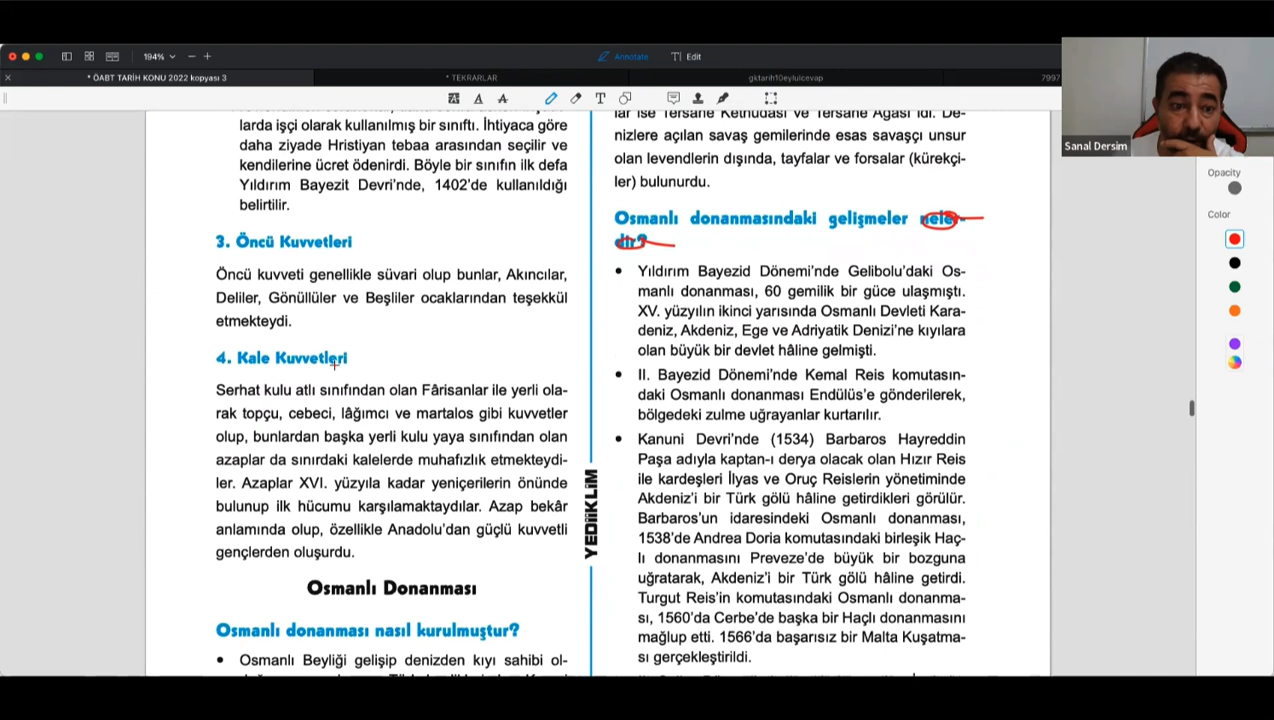 194%
Annotate
Edit
* ÖABT TARİH KONU 2022 kopyası 3
* TEKRARLAR
gktarih10eylulcevap
7997
larda işçi olarak kullanılmış bir sınıftı. İhtiyaca göre
daha ziyade Hristiyan tebaa arasından seçilir ve
kendilerine ücret ödenirdi. Böyle bir sınıfın ilk defa
Yıldırım Bayezit Devri'nde, 1402'de kullanıldığı
belirtilir.
3. Öncü Kuvvetleri
Öncü kuvveti genellikle süvari olup bunlar, Akıncılar,
Deliler, Gönüllüler ve Beşliler ocaklarından teşekkül
etmekteydi.
4. Kale Kuvvetleri
Serhat kulu atlı sınıfından olan Fârisanlar ile yerli ola-
rak topçu, cebeci, lâğımcı ve martalos gibi kuvvetler
olup, bunlardan başka yerli kulu yaya sınıfından olan
azaplar da sınırdaki kalelerde muhafızlık etmekteydi-
ler. Azaplar XVI. yüzyıla kadar yeniçerilerin önünde
bulunup ilk hücumu karşılamaktaydılar. Azap bekâr
anlamında olup, özellikle Anadolu'dan güçlü kuvvetli
gençlerden oluşurdu.
Osmanlı Donanması
Osmanlı donanması nasıl kurulmuştur?
• Osmanlı Beyliği gelişip denizden kıyı sahibi ol-
YEDİİKLİM
lar ise Tersane Kethüdası ve Tersane Ağası idi. De-
nizlere açılan savaş gemilerinde esas savaşçı unsur
olan levendlerin dışında, tayfalar ve forsalar (kürekçi-
ler) bulunurdu.
Osmanlı donanmasındaki gelişmeler neler-
dir?
• Yıldırım Bayezid Dönemi'nde Gelibolu'daki Os-
manlı donanması, 60 gemilik bir güce ulaşmıştı.
XV. yüzyılın ikinci yarısında Osmanlı Devleti Kara-
deniz, Akdeniz, Ege ve Adriyatik Denizi'ne kıyılara
olan büyük bir devlet hâline gelmişti.
• II. Bayezid Dönemi'nde Kemal Reis komutasın-
daki Osmanlı donanması Endülüs'e gönderilerek,
bölgedeki zulme uğrayanlar kurtarılır.
• Kanuni Devri'nde (1534) Barbaros Hayreddin
Paşa adıyla kaptan-ı derya olacak olan Hızır Reis
ile kardeşleri İlyas ve Oruç Reislerin yönetiminde
Akdeniz'i bir Türk gölü hâline getirdikleri görülür.
Barbaros'un idaresindeki Osmanlı donanması,
1538'de Andrea Doria komutasındaki birleşik Haç-
lı donanmasını Preveze'de büyük bir bozguna
uğratarak, Akdeniz'i bir Türk gölü hâline getirdi.
Turgut Reis'in komutasındaki Osmanlı donanma-
sı, 1560'da Cerbe'de başka bir Haçlı donanmasını
mağlup etti. 1566'da başarısız bir Malta Kuşatma-
sı gerçekleştirildi.
Sanal Dersim
Opacity
Color